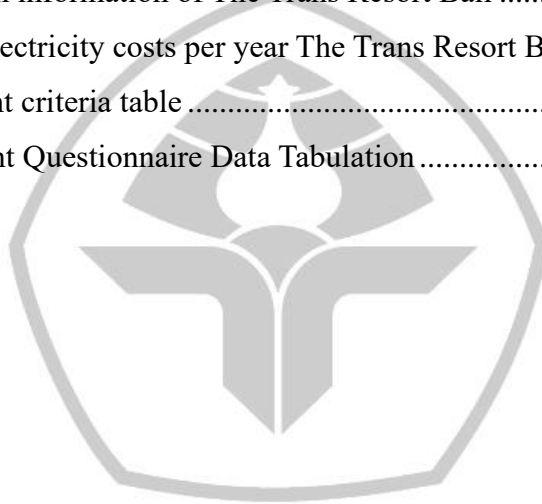 information of The Trans Resort Bali ........
ectricity costs per year The Trans Resort B
criteria table ........................................................
Questionnaire Data Tabulation ...................